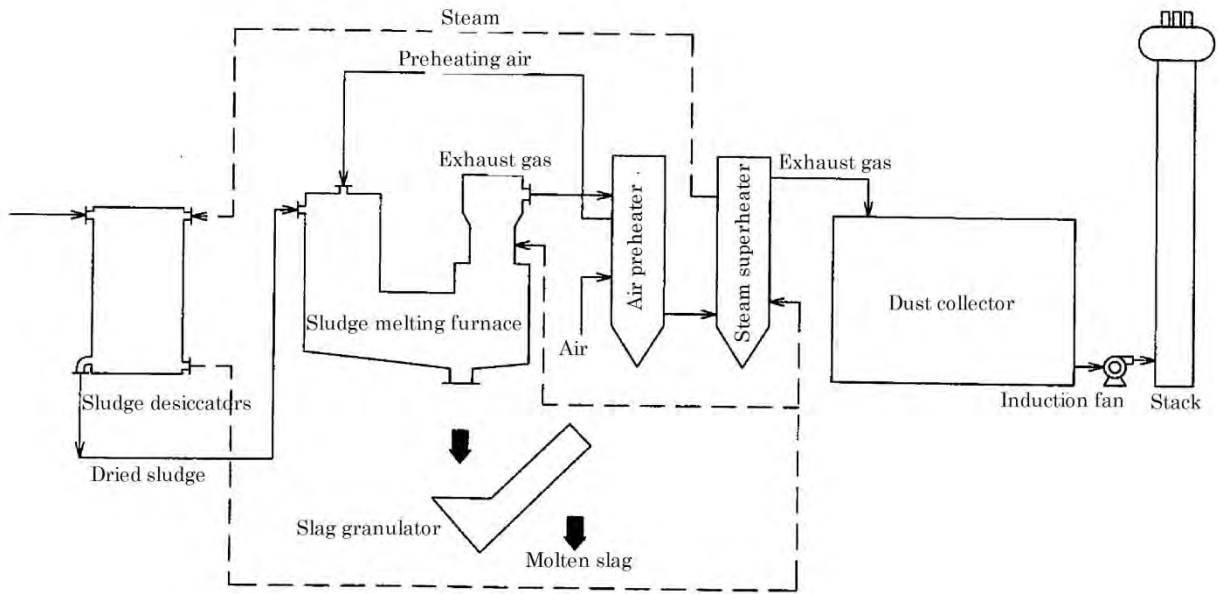 Steam
Preheating air
Exhaust gas
Air preheater
Steam superheater
Exhaust gas
Sludge melting furnace
Dust collector
Air
Sludge desiccators
Induction fan
Stack
Dried sludge
Slag granulator
Molten slag